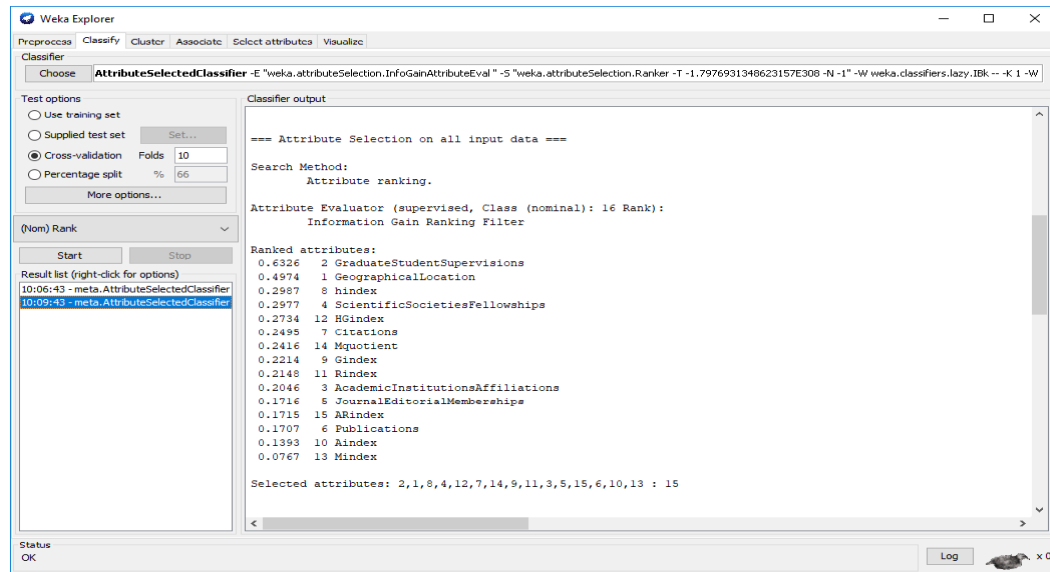 Weka Explorer
Preprocess Classify Cluster Associate Select attributes Visualize
Classifier
Choose AttributeSelectedClassifier -E "weka.attributeSelection.InfoGainAttributeEval " -S "weka.attributeSelection.Ranker -T -1.7976931348623157E308 -N -1" -W weka.classifiers.lazy.IBk -- -K 1 -W
Test options
Use training set
Supplied test set Set...
Cross-validation Folds 10
Percentage split % 66
More options...
(Nom) Rank
Start Stop
Result list (right-click for options)
10:06:43 - meta.AttributeSelectedClassifier
10:09:43 - meta.AttributeSelectedClassifier
Classifier output
=== Attribute Selection on all input data ===
Search Method:
Attribute ranking.
Attribute Evaluator (supervised, Class (nominal): 16 Rank):
Information Gain Ranking Filter
Ranked attributes:
0.6326 2 GraduateStudentSupervisions
0.4974 1 GeographicalLocation
0.2987 8 hindex
0.2977 4 ScientificSocietiesFellowships
0.2734 12 HGindex
0.2495 7 Citations
0.2416 14 Mquotient
0.2214 9 Gindex
0.2148 11 Rindex
0.2046 3 AcademicInstitutionsAffiliations
0.1716 5 JournalEditorialMemberships
0.1715 15 ARindex
0.1707 6 Publications
0.1393 10 Aindex
0.0767 13 Mindex
Selected attributes: 2,1,8,4,12,7,14,9,11,3,5,15,6,10,13 : 15
Status
OK
Log
x 0